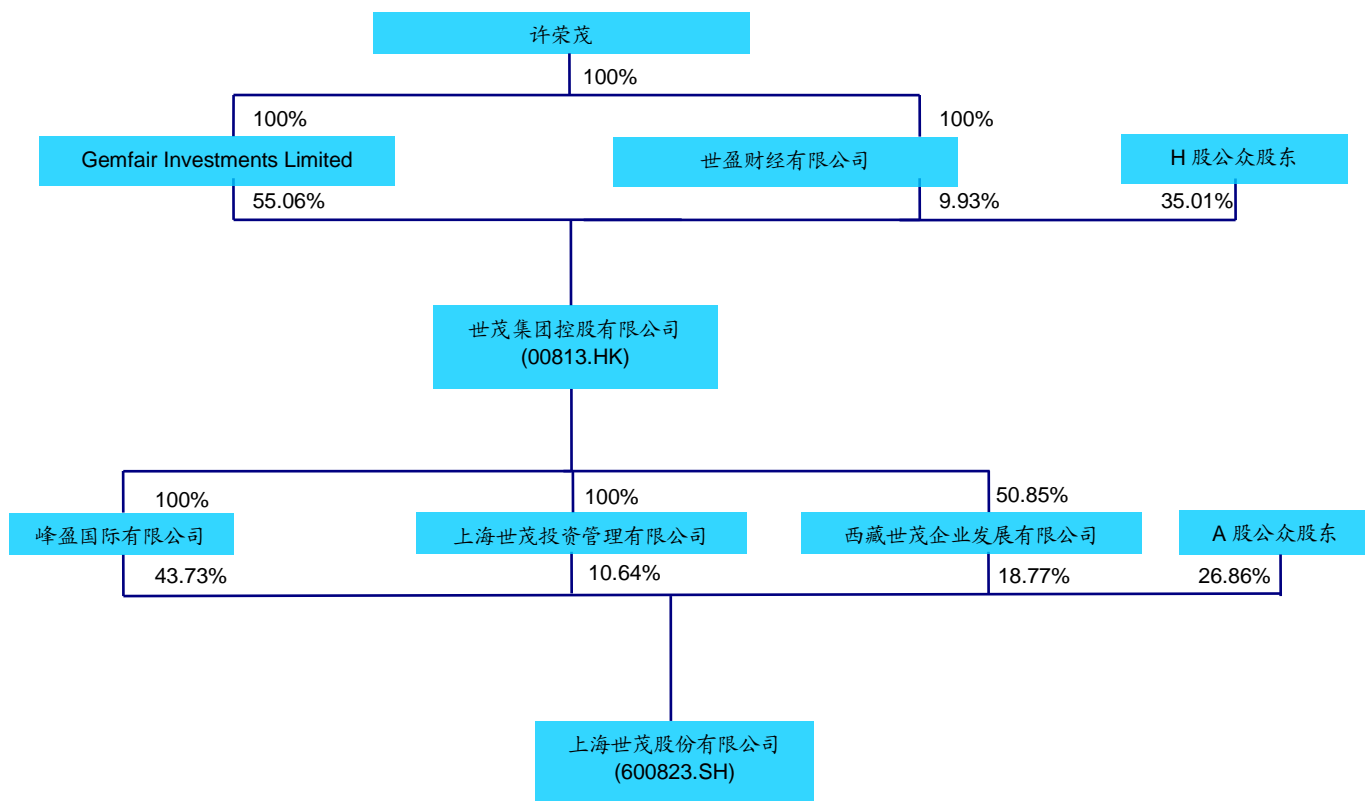 许荣茂
100%
100%
100%
Gemfair Investments Limited
世盈财经有限公司
H 股公众股东
55.06%
9.93%
35.01%
世茂集团控股有限公司
(00813.HK)
100%
100%
50.85%
峰盈国际有限公司
上海世茂投资管理有限公司
西藏世茂企业发展有限公司
A 股公众股东
43.73%
10.64%
18.77%
26.86%
上海世茂股份有限公司
(600823.SH)